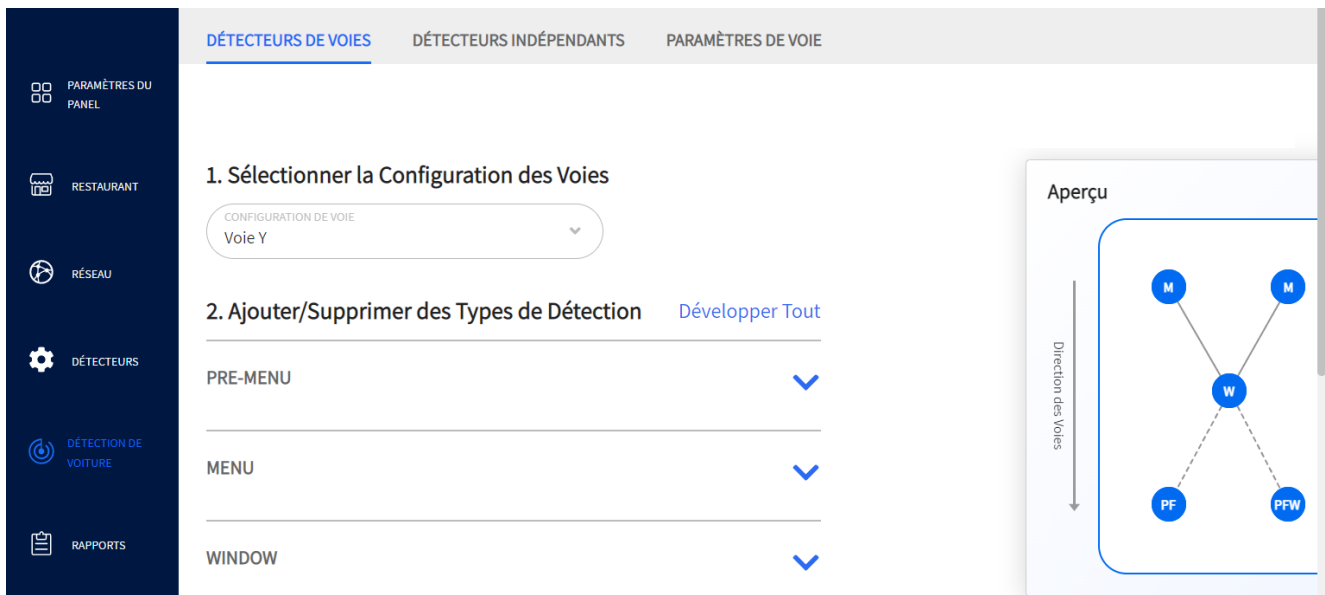 DÉTECTEURS DE VOIES DÉTECTEURS INDÉPENDANTS PARAMÈTRES DE VOIE
PARAMÈTRES DU
PANEL
RESTAURANT
RÉSEAU
DÉTECTEURS
DÉTECTION DE
VOITURE
RAPPORTS
1. Sélectionner la Configuration des Voies
CONFIGURATION DE VOIE
Voie Y
2. Ajouter/Supprimer des Types de Détection Développer Tout
PRE-MENU
MENU
WINDOW
Aperçu
Direction des Voies
M M
W
PF PFW